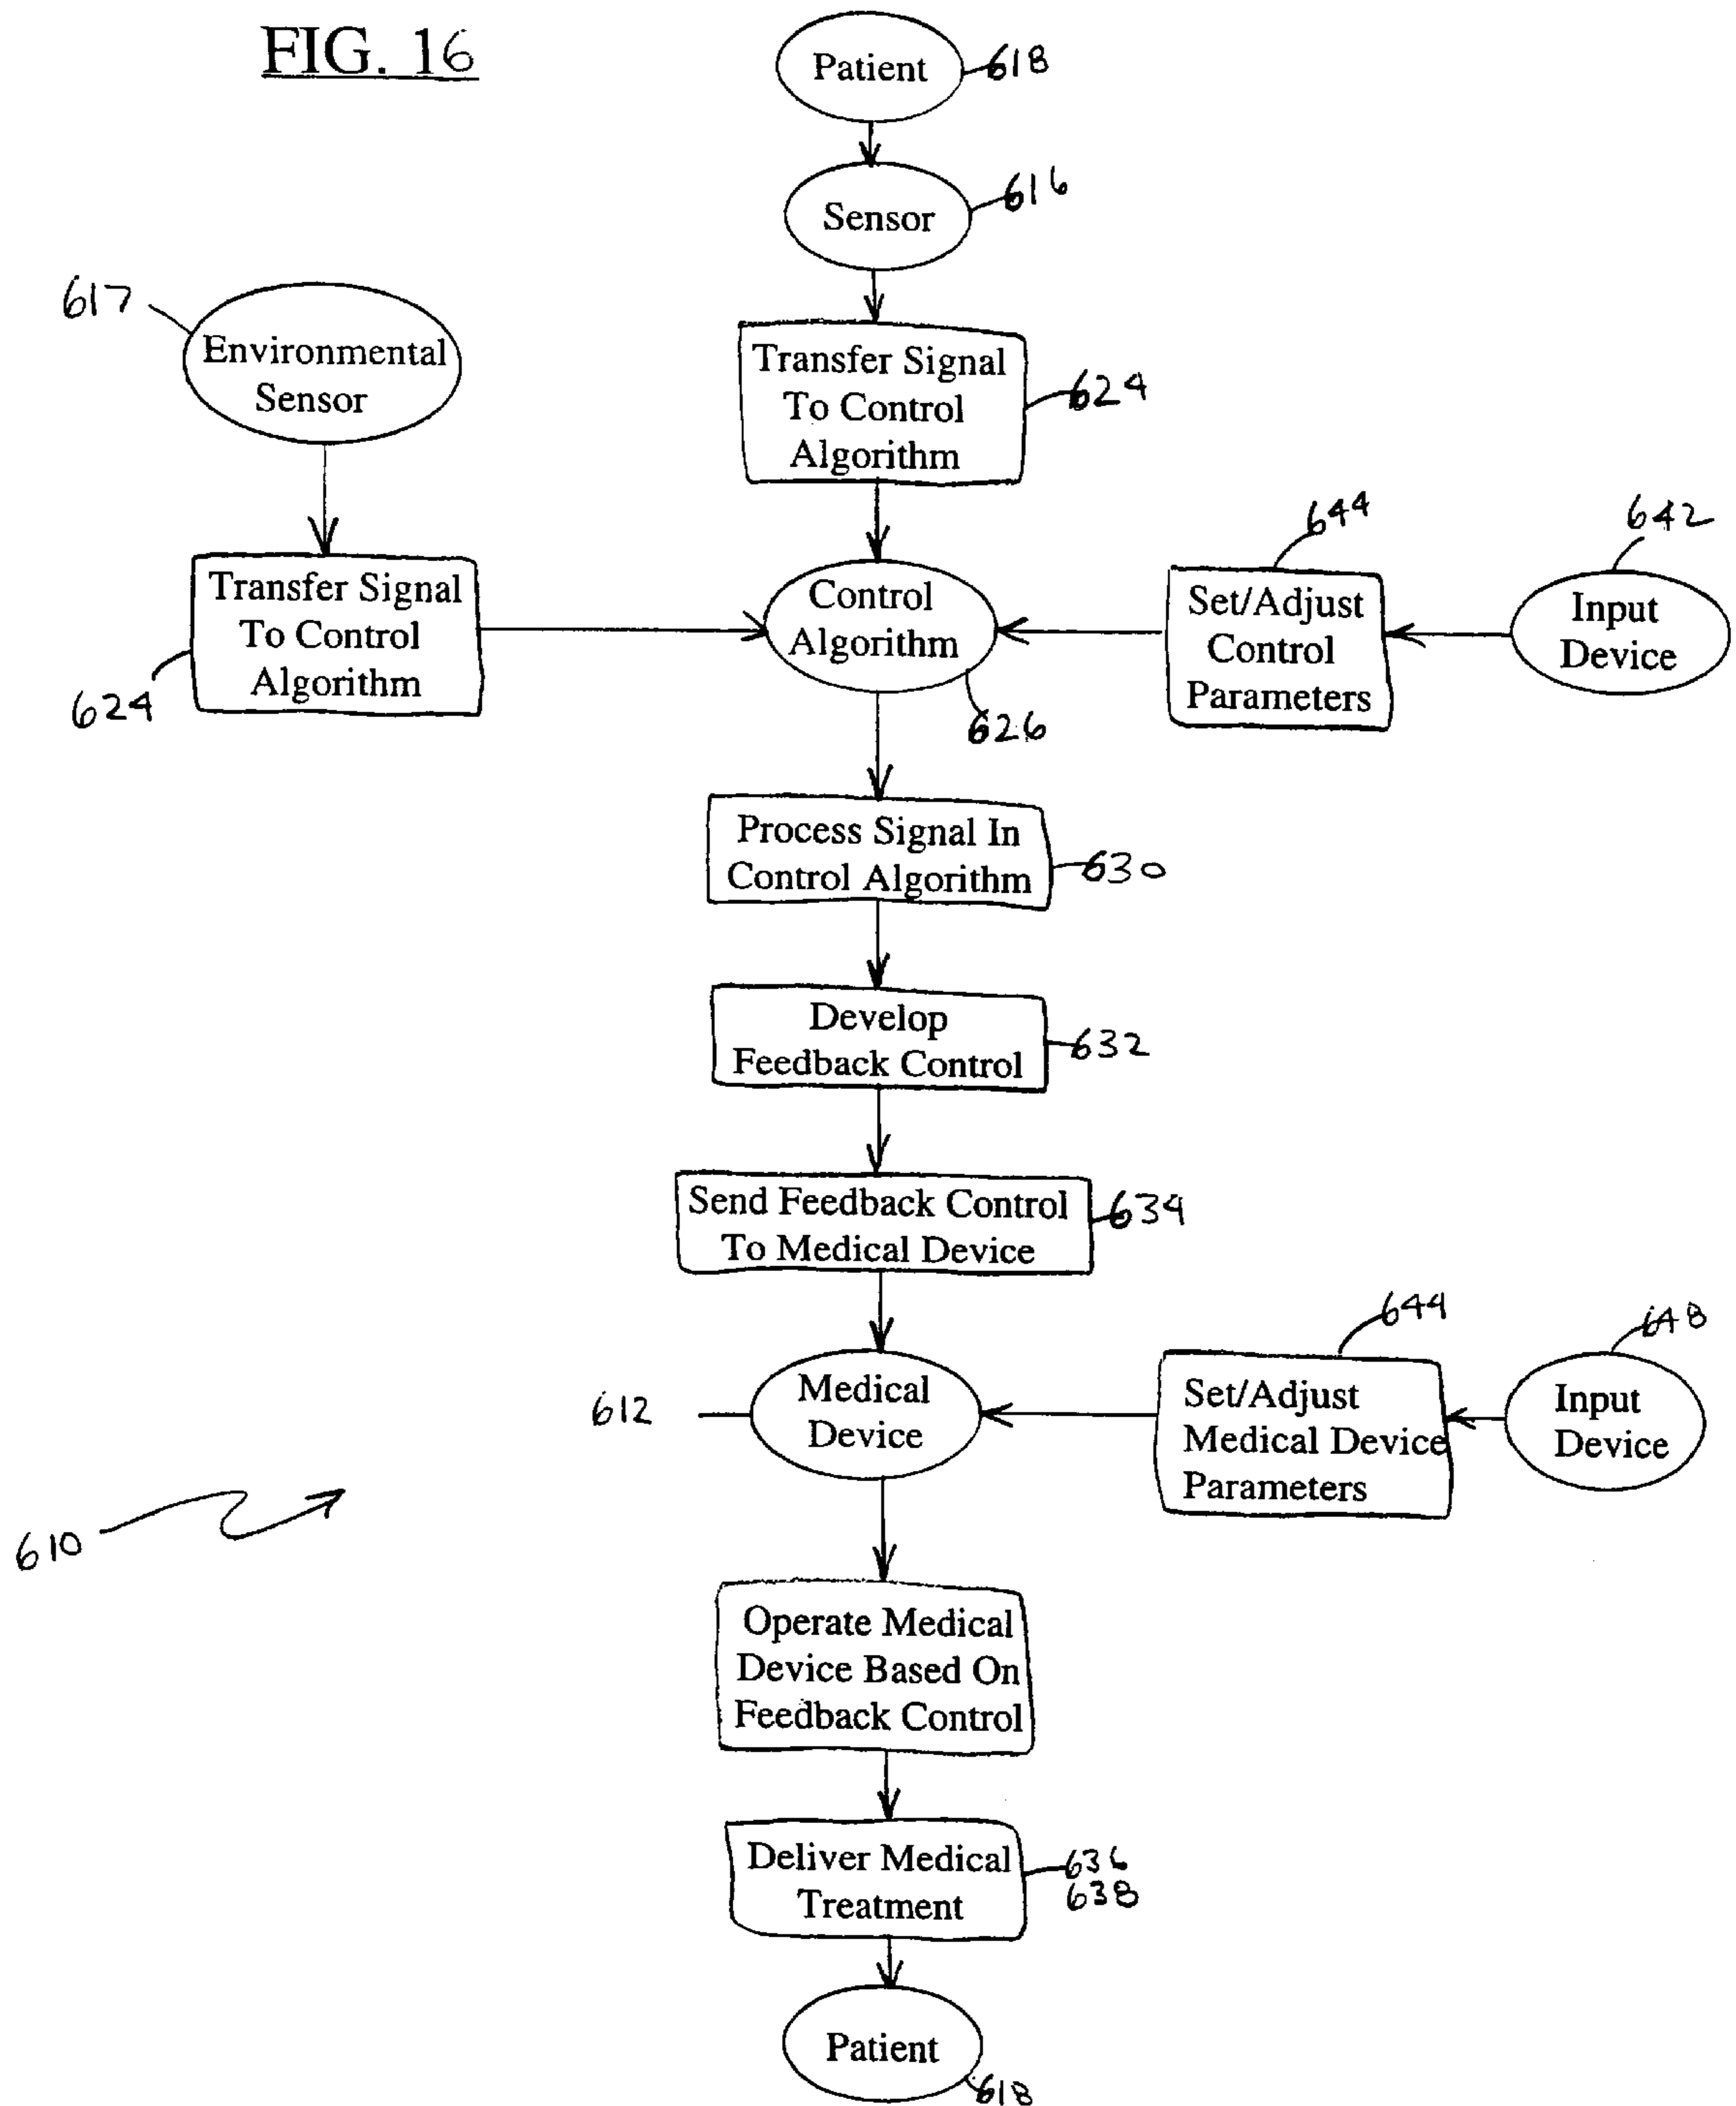 FIG. 16
Patient
618
Sensor
616
617
Environmental
Sensor
Transfer Signal
To Control
Algorithm
624
Transfer Signal
To Control
Algorithm
624
Control
Algorithm
626
644
Set/Adjust
Control
Parameters
642
Input
Device
Process Signal In
Control Algorithm
630
Develop
Feedback Control
632
Send Feedback Control
To Medical Device
634
612
Medical
Device
644
Set/Adjust
Medical Device
Parameters
648
Input
Device
610
Operate Medical
Device Based On
Feedback Control
Deliver Medical
Treatment
636
638
Patient
618